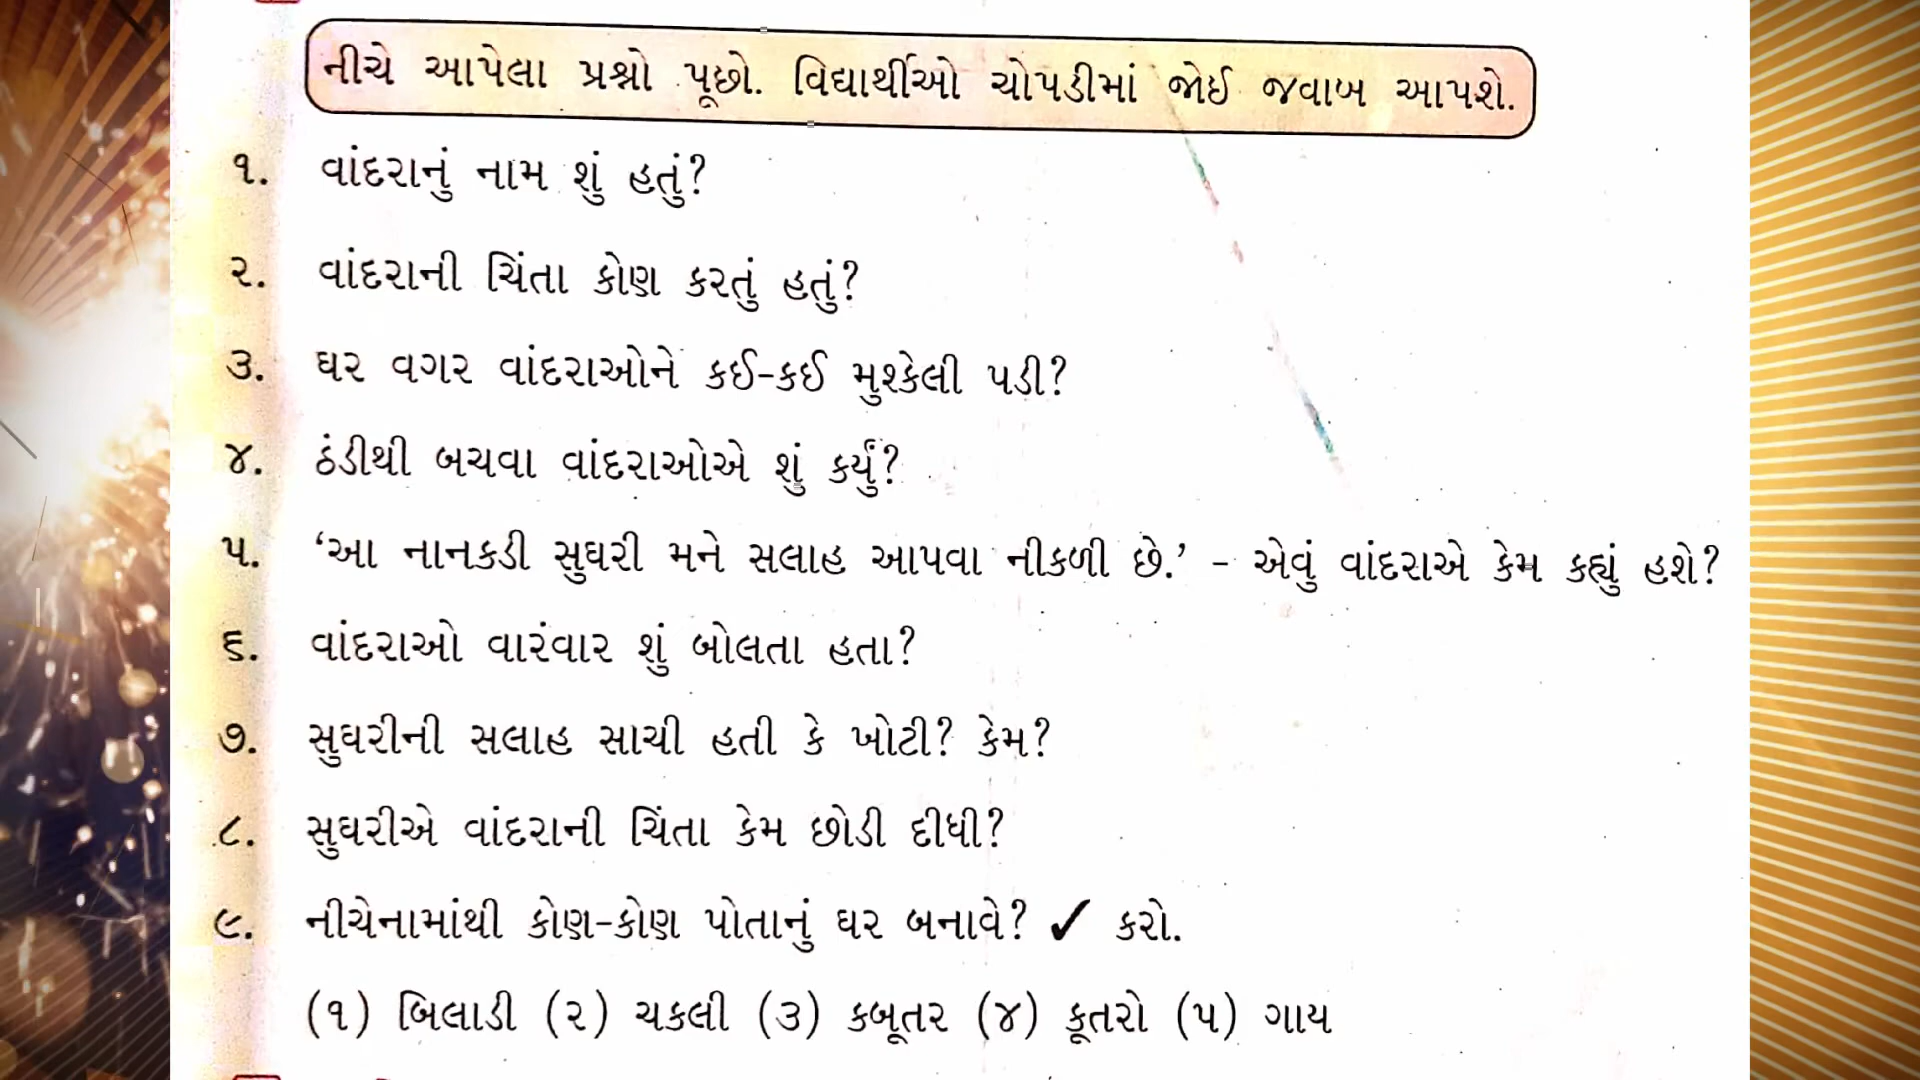 નીચે આપેલા પ્રશ્નો પૂછો. વિદ્યાર્થીઓ ચોપડીમાં જોઈ જવાબ આપશે.
૧. વાંદરાનું નામ શું હતું?
૨. વાંદરાની ચિંતા કોણ કરતું હતું?
૩. ઘર વગર વાંદરાઓને કઈ-કઈ મુશ્કેલી પડી?
૪. ઠંડીથી બચવા વાંદરાઓએ શું કર્યું?
૫. ‘આ નાનકડી સુઘરી મને સલાહ આપવા નીકળી છે.’ - એવું વાંદરાએ કેમ કહ્યું હશે?
૬. વાંદરાઓ વારંવાર શું બોલતા હતા?
૭. સુઘરીની સલાહ સાચી હતી કે ખોટી? કેમ?
૮. સુઘરીએ વાંદરાની ચિંતા કેમ છોડી દીધી?
૯. નીચેનામાંથી કોણ-કોણ પોતાનું ઘર બનાવે? ✓ કરો.
(૧) બિલાડી (૨) ચકલી (૩) કબૂતર (૪) કૂતરો (૫) ગાય